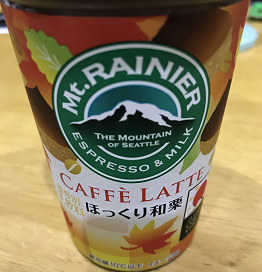 Mt.RAINIER
THE MOUNTAIN
OF SEATTLE
ESPRESSO & MILK
CAFFÈ LATTE
ほっくり和栗